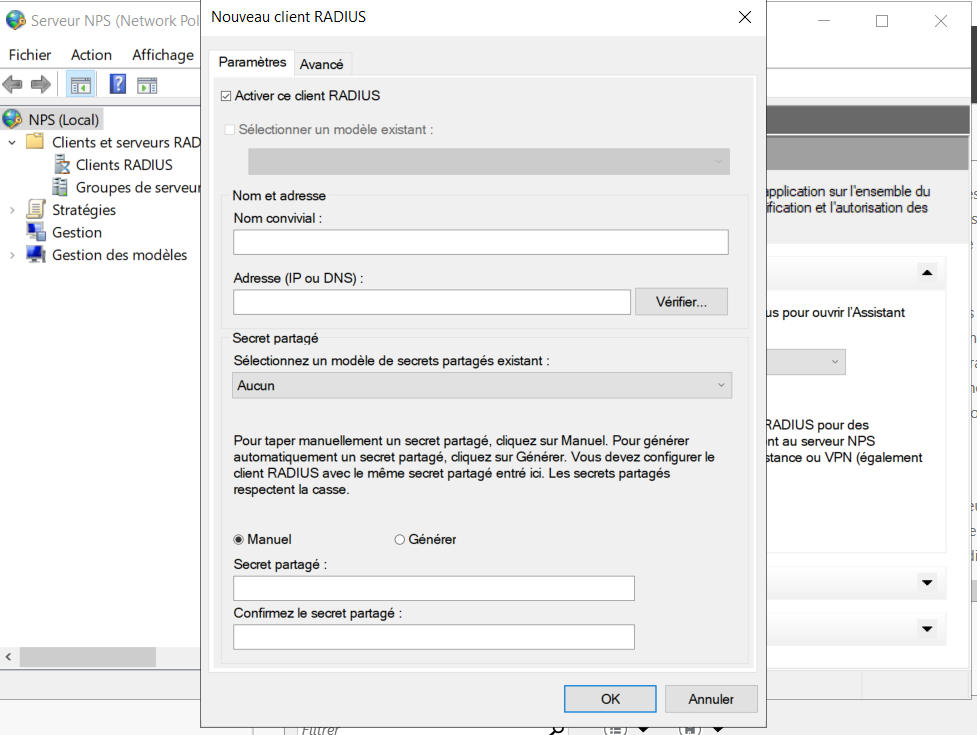 Serveur NPS (Network Pol
Nouveau client RADIUS
Fichier Action Affichage
NPS (Local)
Clients et serveurs RAD
Clients RADIUS
Groupes de serveur
Stratégies
Gestion
Gestion des modèles
Paramètres Avancé
Activer ce client RADIUS
Sélectionner un modèle existant :
Nom et adresse
Nom convivial :
Adresse (IP ou DNS) :
Vérifier...
Secret partagé
Sélectionnez un modèle de secrets partagés existant :
Aucun
Pour taper manuellement un secret partagé, cliquez sur Manuel. Pour générer
automatiquement un secret partagé, cliquez sur Générer. Vous devez configurer le
client RADIUS avec le même secret partagé entré ici. Les secrets partagés
respectent la casse.
Manuel Générer
Secret partagé :
Confirmez le secret partagé :
OK Annuler
application sur l'ensemble du
ification et l'autorisation des
us pour ouvrir l'Assistant
RADIUS pour des
nt au serveur NPS
stance ou VPN (également
Filtrer